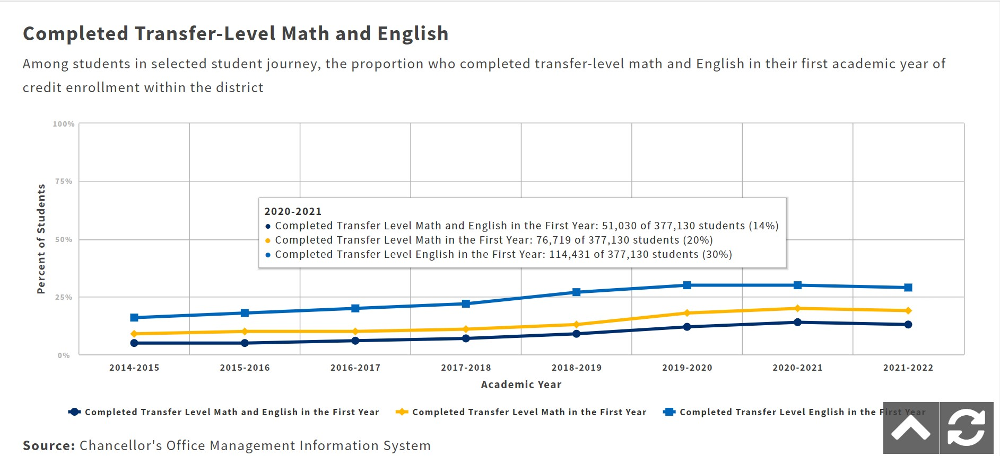 Completed Transfer-Level Math and English
Among students in selected student journey, the proportion who completed transfer-level math and English in their first academic year of
credit enrollment within the district
100%
75%
50%
25%
0%
Percent of Students
2020-2021
Completed Transfer Level Math and English in the First Year: 51,030 of 377,130 students (14%)
Completed Transfer Level Math in the First Year: 76,719 of 377,130 students (20%)
Completed Transfer Level English in the First Year: 114,431 of 377,130 students (30%)
2014-2015 2015-2016 2016-2017 2017-2018 2018-2019 2019-2020 2020-2021 2021-2022
Academic Year
Completed Transfer Level Math and English in the First Year Completed Transfer Level Math in the First Year Completed Transfer Level English in the First Year
Source: Chancellor's Office Management Information System